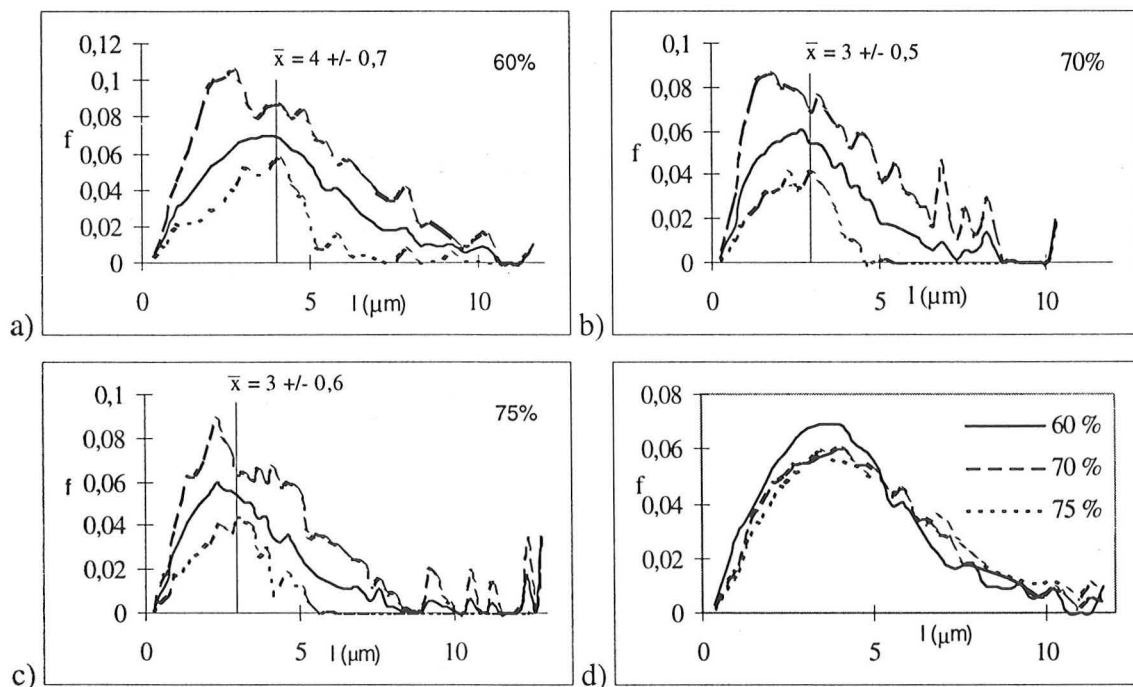 0,12
0,1
0,08
f 0,06
0,04
0,02
0
x̄ = 4 +/- 0,7
60%
0 5 10
l (μm)
a)
0,1
0,08
f 0,06
0,04
0,02
0
x̄ = 3 +/- 0,5
70%
0 5 10
l (μm)
b)
0,1
0,08
f 0,06
0,04
0,02
0
x̄ = 3 +/- 0,6
75%
0 5 10
l (μm)
c)
0,08
0,06
f 0,04
0,02
0
60 %
70 %
75 %
0 5 10
l (μm)
d)